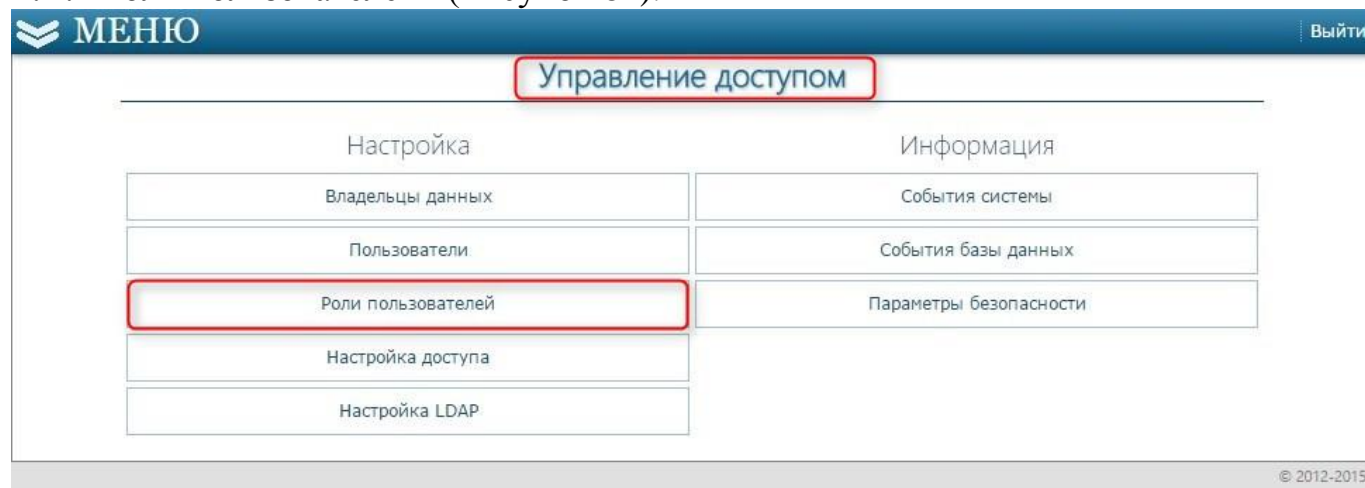 МЕНЮ
Выйти
Управление доступом
Настройка
Информация
Владельцы данных
События системы
Пользователи
События базы данных
Роли пользователей
Параметры безопасности
Настройка доступа
Настройка LDAP
© 2012-2015